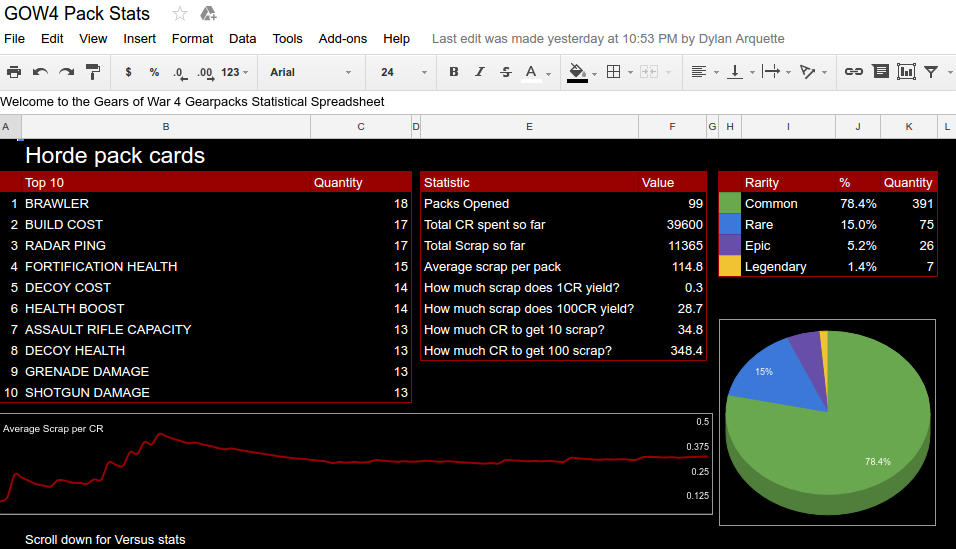 GOW4 Pack Stats
File Edit View Insert Format Data Tools Add-ons Help Last edit was made yesterday at 10:53 PM by Dylan Arquette
$ % .0 .00 123 Arial 24 B I S A
Welcome to the Gears of War 4 Gearpacks Statistical Spreadsheet
A B C D E F G H I J K L
Horde pack cards
Top 10 Quantity Statistic Value Rarity % Quantity
1 BRAWLER 18 Packs Opened 99 Common 78.4% 391
2 BUILD COST 17 Total CR spent so far 39600 Rare 15.0% 75
3 RADAR PING 17 Total Scrap so far 11365 Epic 5.2% 26
4 FORTIFICATION HEALTH 15 Average scrap per pack 114.8 Legendary 1.4% 7
5 DECOY COST 14 How much scrap does 1CR yield? 0.3
6 HEALTH BOOST 14 How much scrap does 100CR yield? 28.7
7 ASSAULT RIFLE CAPACITY 13 How much CR to get 10 scrap? 34.8
8 DECOY HEALTH 13 How much CR to get 100 scrap? 348.4
9 GRENADE DAMAGE 13
10 SHOTGUN DAMAGE 13
15%
78.4%
Average Scrap per CR
0.5
0.375
0.25
0.125
Scroll down for Versus stats